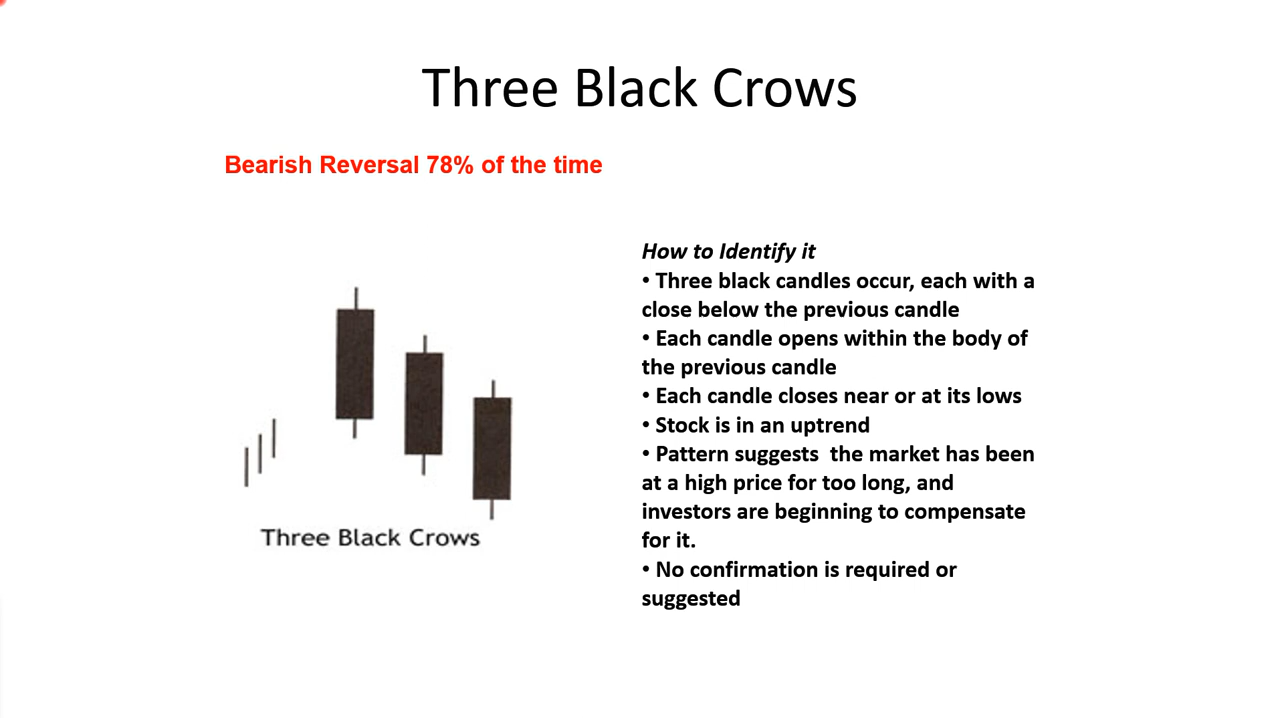 Three Black Crows
Bearish Reversal 78% of the time
How to Identify it
• Three black candles occur, each with a
close below the previous candle
• Each candle opens within the body of
the previous candle
• Each candle closes near or at its lows
• Stock is in an uptrend
• Pattern suggests  the market has been
at a high price for too long, and
investors are beginning to compensate
for it.
• No confirmation is required or
suggested
Three Black Crows